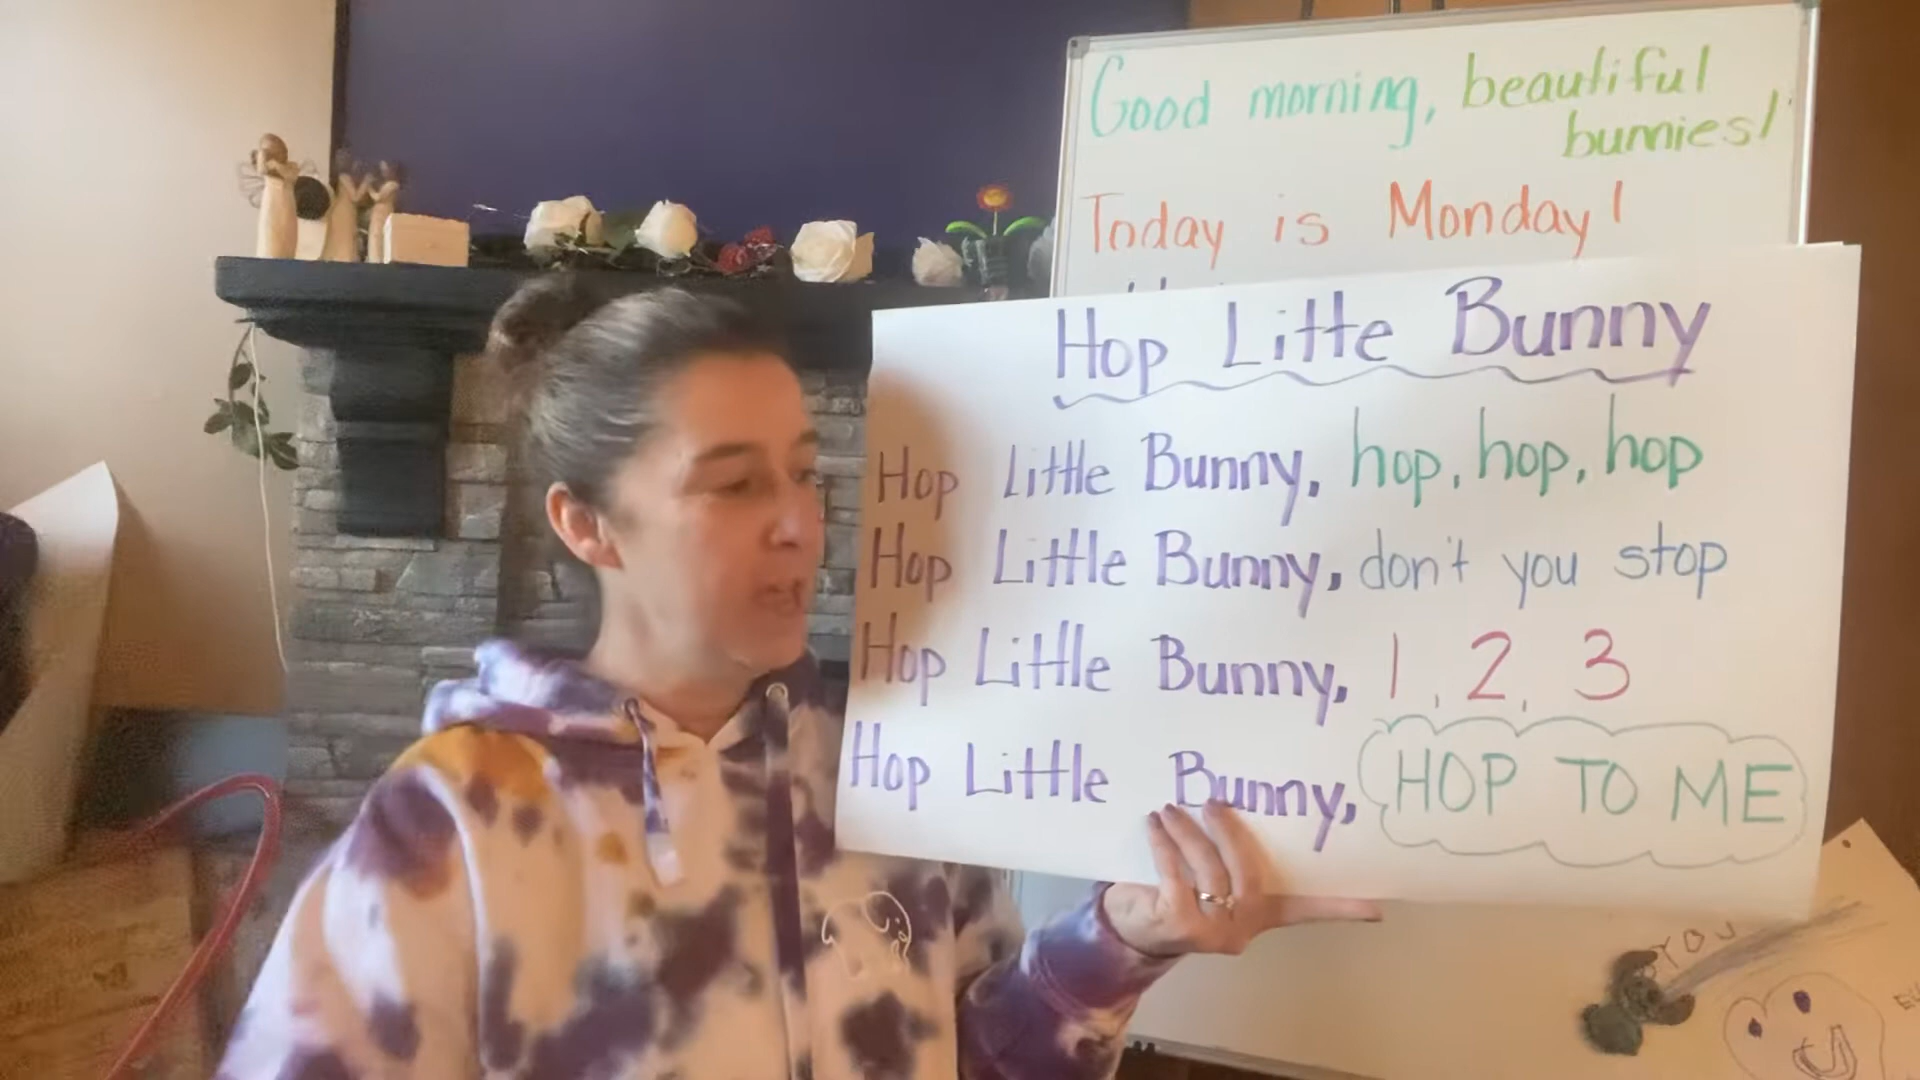 Good morning, beautiful
bunnies!
Today is Monday!
Hop Litte Bunny
Hop Little Bunny, hop, hop, hop
Hop Little Bunny, don't you stop
Hop Little Bunny, 1, 2, 3
Hop Little Bunny, HOP TO ME
YOU